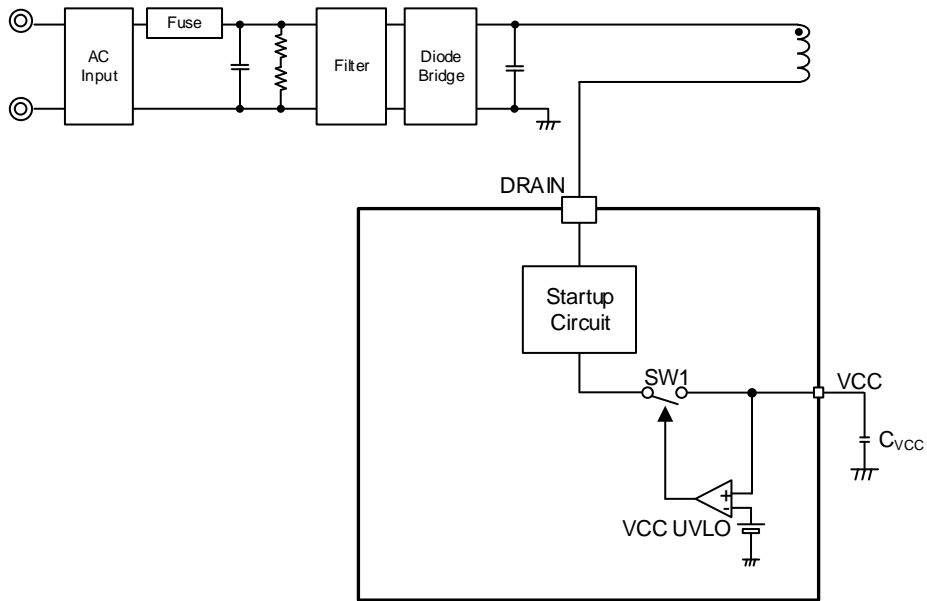 Fuse
AC
Input
Filter
Diode
Bridge
DRAIN
Startup
Circuit
SW1
VCC
CVCC
+
-
VCC UVLO